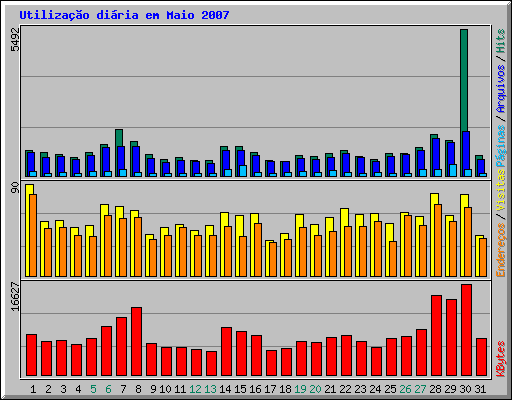 Utilização diária em Maio 2007
5492
90
16627
Endereços / Visitas Páginas / Arquivos / Hits
KBytes
1 2 3 4 5 6 7 8 9 10 11 12 13 14 15 16 17 18 19 20 21 22 23 24 25 26 27 28 29 30 31